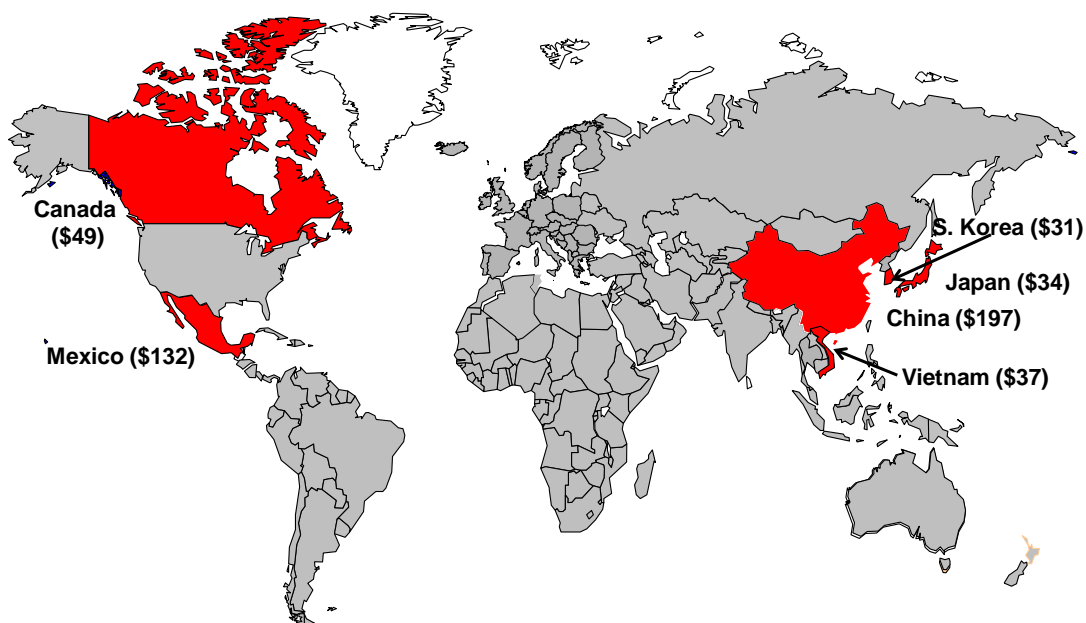 Canada
($49)
S. Korea ($31)
Japan ($34)
China ($197)
Mexico ($132)
Vietnam ($37)